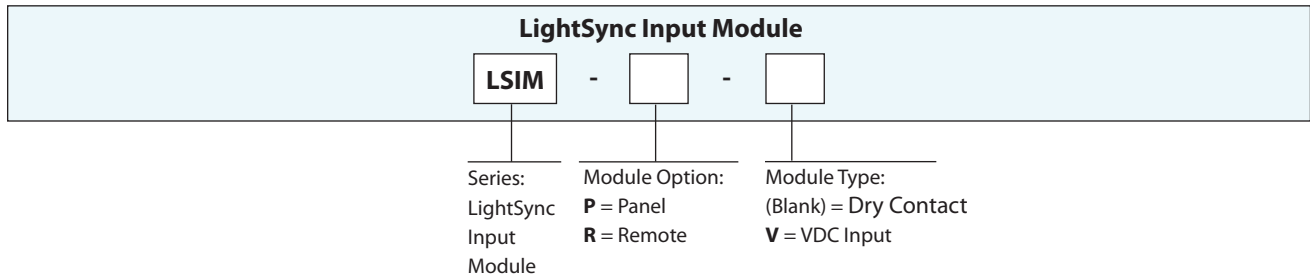 LightSync Input Module
LSIM - -
Series:
LightSync
Input
Module
Module Option:
P = Panel
R = Remote
Module Type:
(Blank) = Dry Contact
V = VDC Input